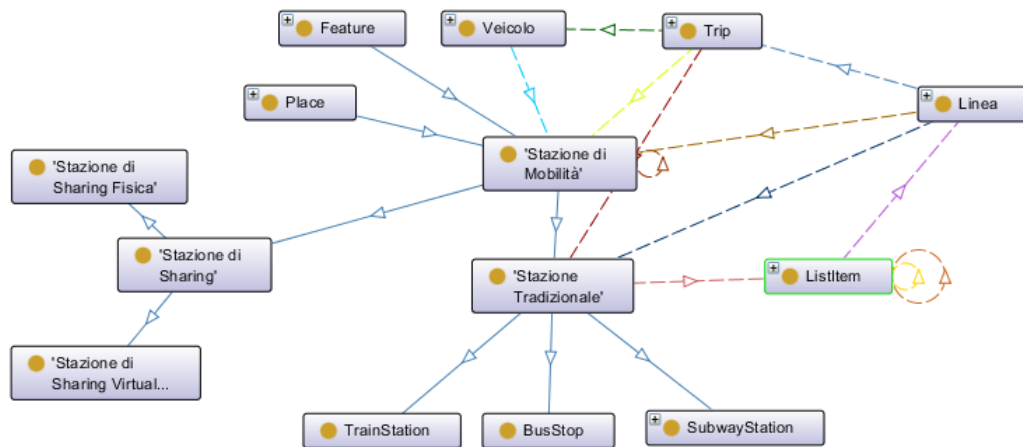 Feature
Veicolo
Trip
Place
Linea
'Stazione di
Mobilità'
'Stazione di
Sharing Fisica'
'Stazione di
Sharing'
'Stazione
Tradizionale'
ListItem
'Stazione di
Sharing Virtual...
TrainStation
BusStop
SubwayStation